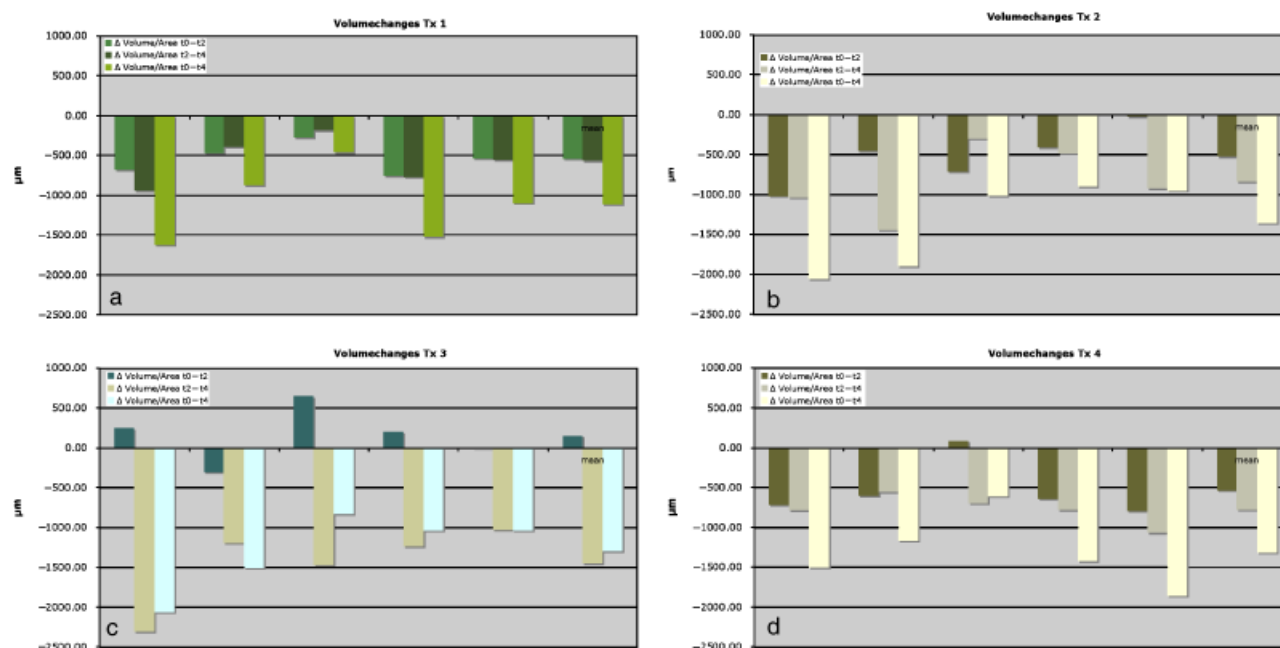 Volumechanges Tx 1
1000.00
500.00
0.00
−500.00
−1000.00
−1500.00
−2000.00
−2500.00
µm
Δ Volume/Area t0−t2
Δ Volume/Area t2−t4
Δ Volume/Area t0−t4
mean
a
Volumechanges Tx 2
1000.00
500.00
0.00
−500.00
−1000.00
−1500.00
−2000.00
−2500.00
µm
Δ Volume/Area t0−t2
Δ Volume/Area t2−t4
Δ Volume/Area t0−t4
mean
b
Volumechanges Tx 3
1000.00
500.00
0.00
−500.00
−1000.00
−1500.00
−2000.00
−2500.00
µm
Δ Volume/Area t0−t2
Δ Volume/Area t2−t4
Δ Volume/Area t0−t4
mean
c
Volumechanges Tx 4
1000.00
500.00
0.00
−500.00
−1000.00
−1500.00
−2000.00
−2500.00
µm
Δ Volume/Area t0−t2
Δ Volume/Area t2−t4
Δ Volume/Area t0−t4
mean
d